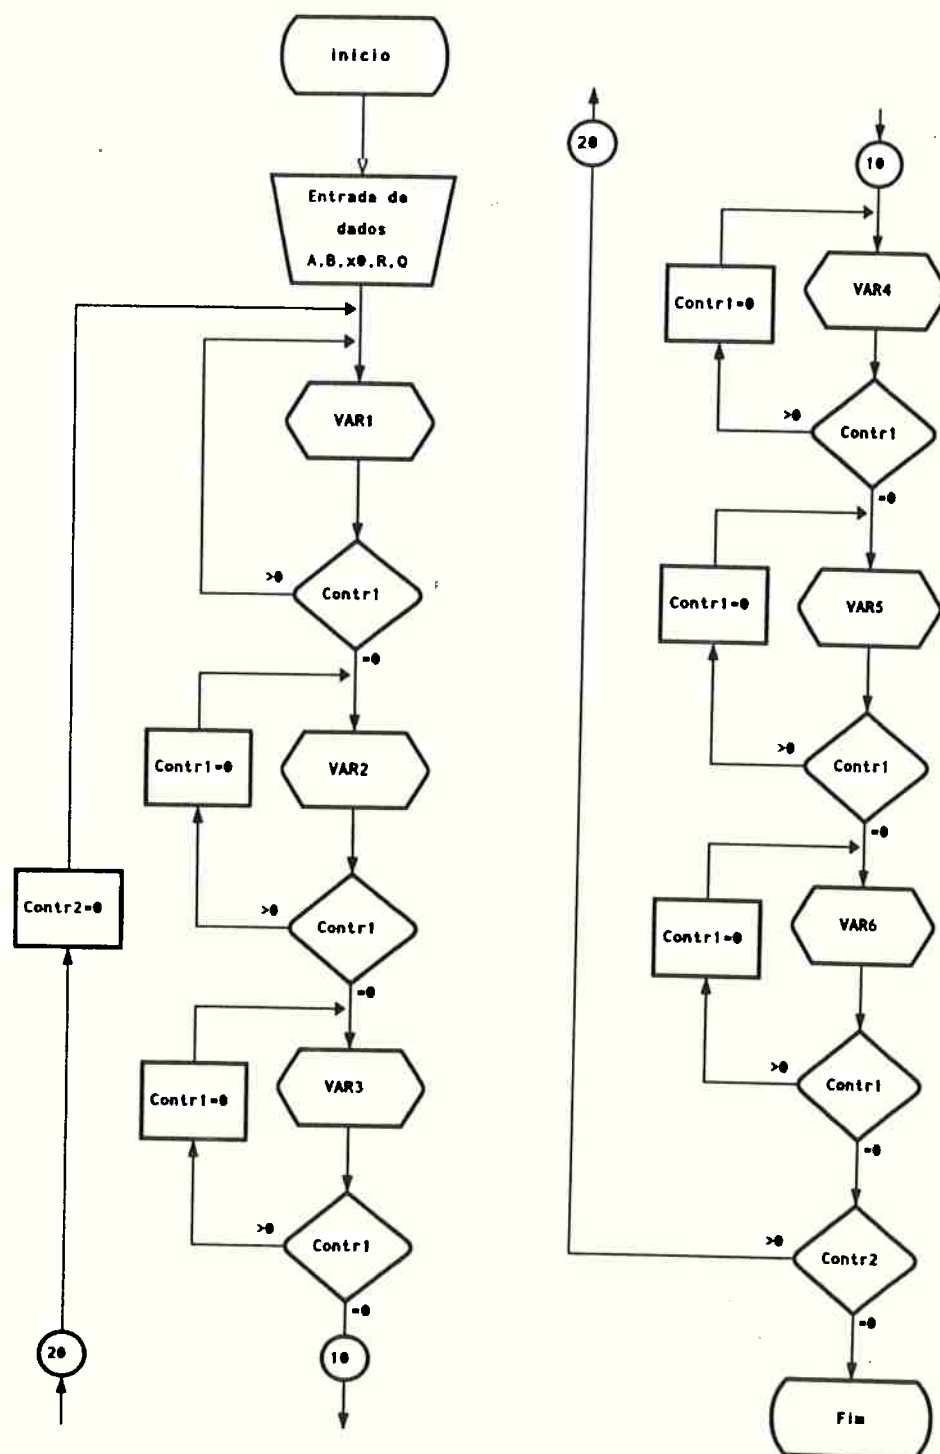 início
Entrada de
dados
A,B,x0,R,Q
VAR1
>0
Contr1
=0
Contr1=0
VAR2
>0
Contr1
=0
Contr2=0
Contr1=0
VAR3
>0
Contr1
=0
20
10
20
10
Contr1=0
VAR4
>0
Contr1
=0
Contr1=0
VAR5
>0
Contr1
=0
Contr1=0
VAR6
>0
Contr1
=0
>0
Contr2
=0
Fim